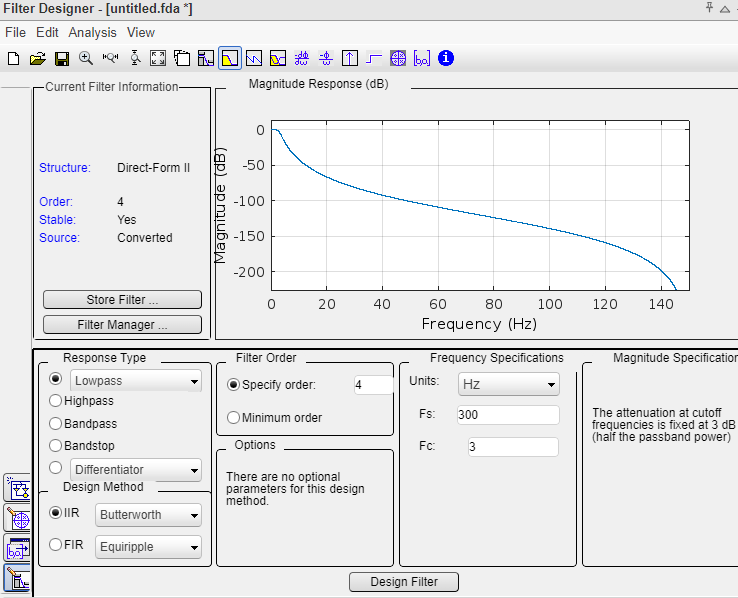 Filter Designer - [untitled.fda *]
File Edit Analysis View
Current Filter Information
Structure: Direct-Form II
Order: 4
Stable: Yes
Source: Converted
Store Filter ...
Filter Manager ...
Magnitude Response (dB)
Magnitude (dB)
0
-50
-100
-150
-200
0 20 40 60 80 100 120 140
Frequency (Hz)
Response Type
Lowpass
Highpass
Bandpass
Bandstop
Differentiator
Design Method
IIR Butterworth
FIR Equiripple
Filter Order
Specify order: 4
Minimum order
Options
There are no optional
parameters for this design
method.
Frequency Specifications
Units: Hz
Fs: 300
Fc: 3
Magnitude Specification
The attenuation at cutoff
frequencies is fixed at 3 dB
(half the passband power)
Design Filter